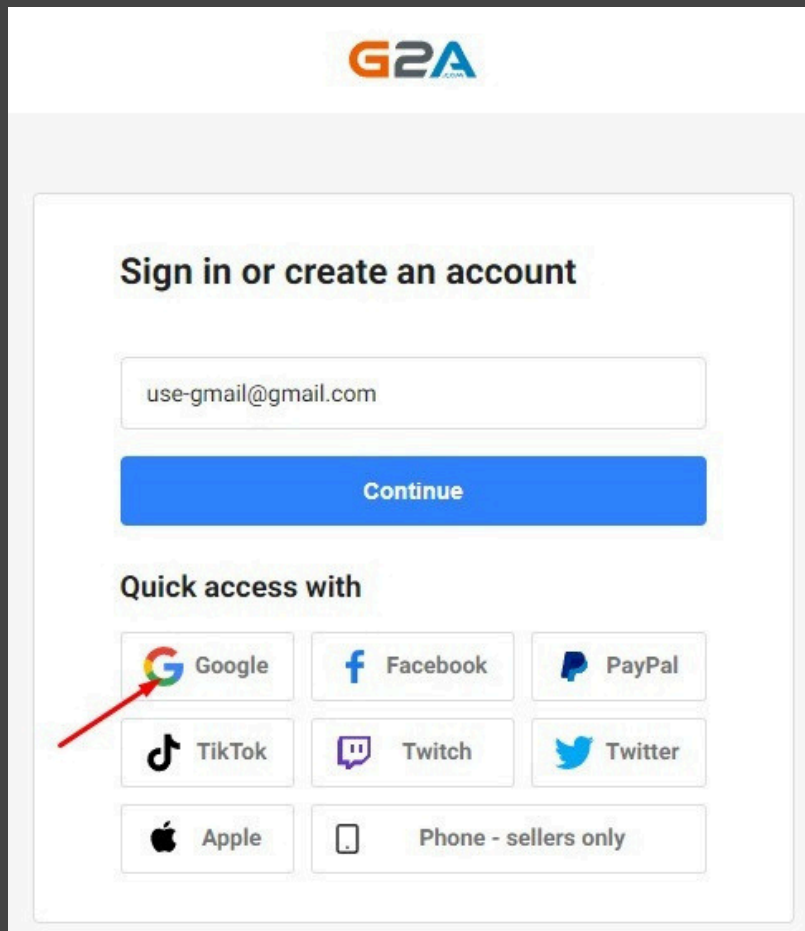 G2A.COM
Sign in or create an account
use-gmail@gmail.com
Continue
Quick access with
Google
Facebook
PayPal
TikTok
Twitch
Twitter
Apple
Phone - sellers only